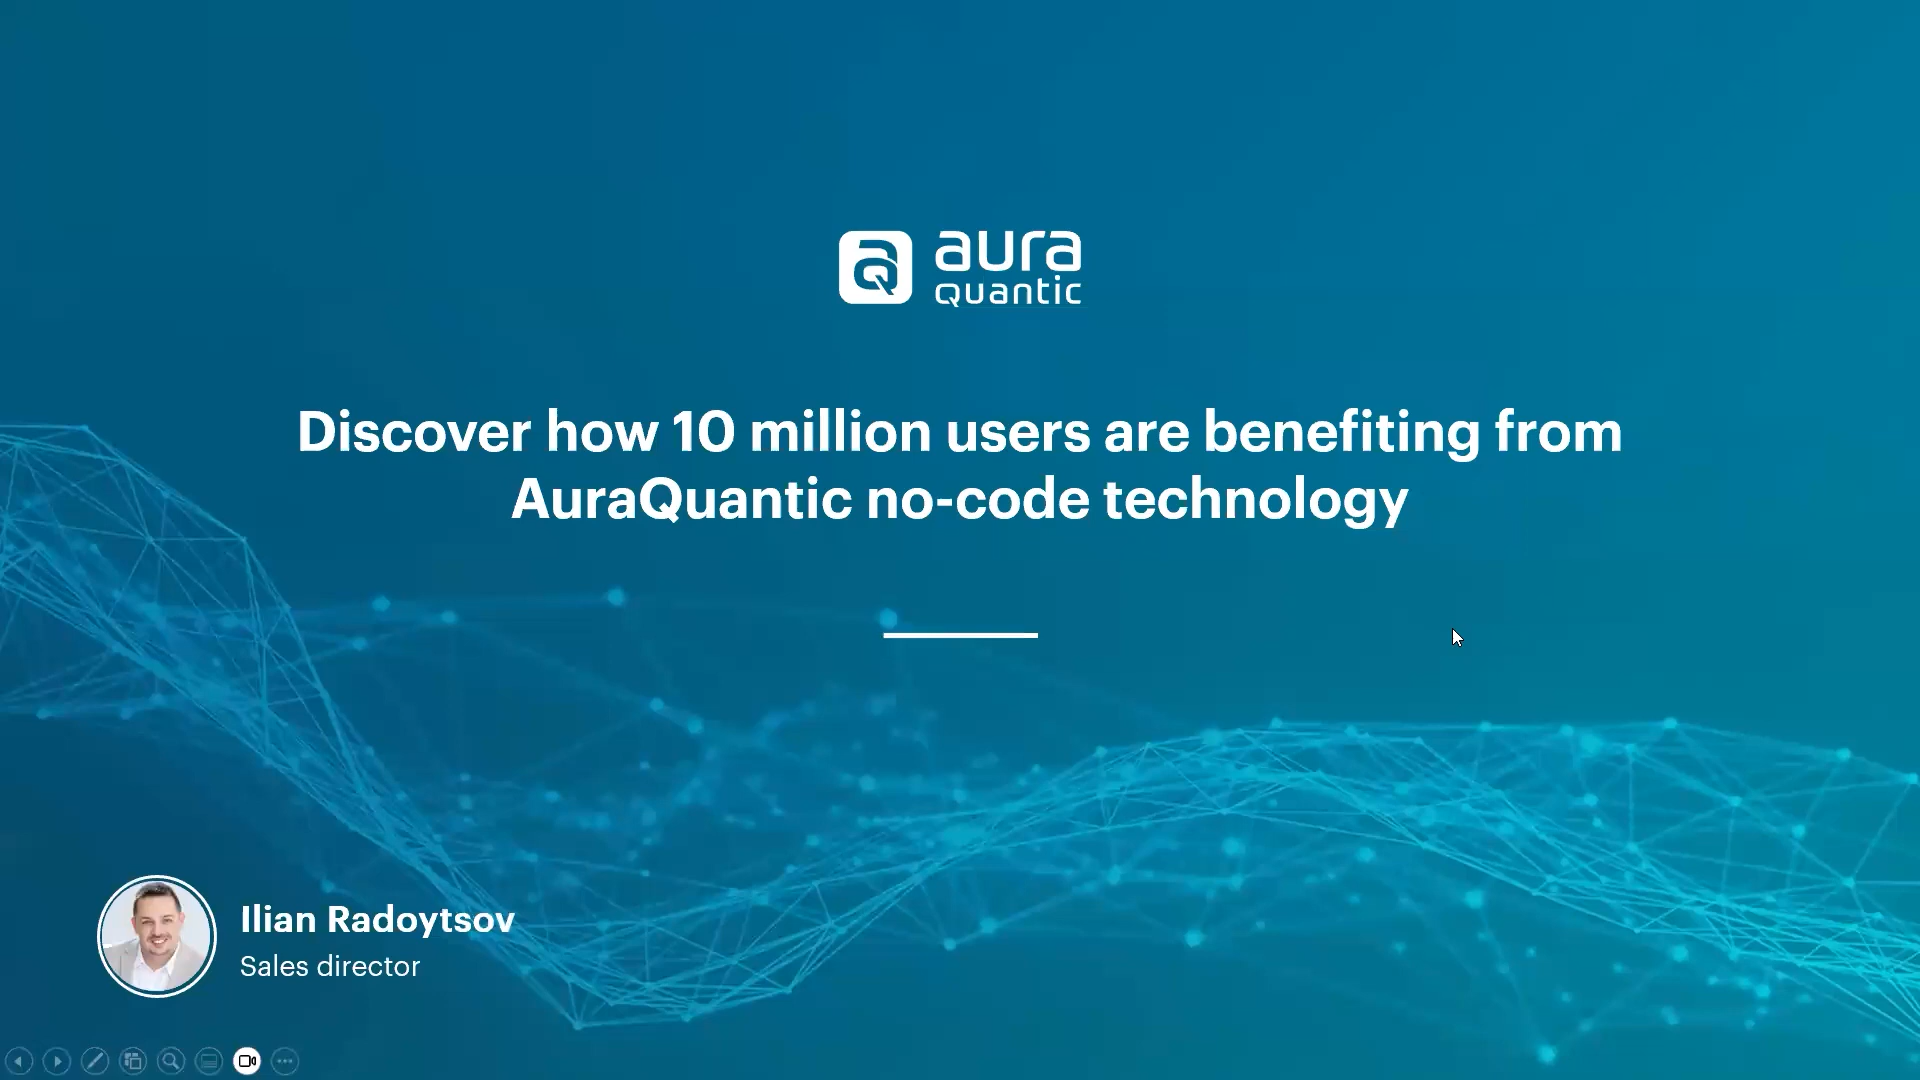 aura
quantic
Discover how 10 million users are benefiting from
AuraQuantic no-code technology
Ilian Radoytsov
Sales director